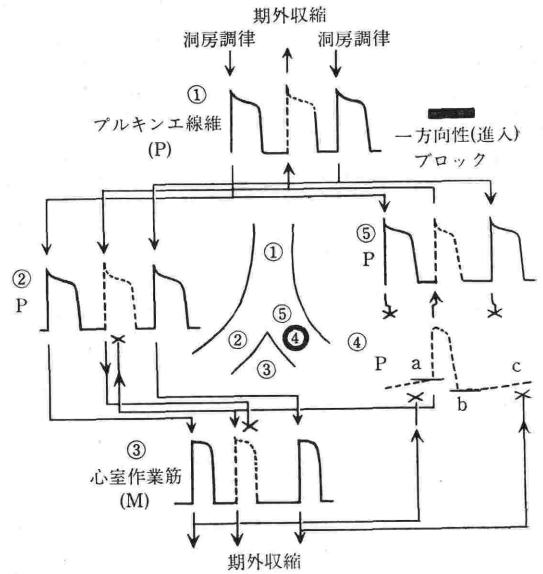 期外収縮
洞房調律
洞房調律
①
プルキンエ線維
(P)
一方向性(進入)
ブロック
②
P
①
⑤
②
④
③
⑤
P
④
P
a
b
c
③
心室作業筋
(M)
期外収縮